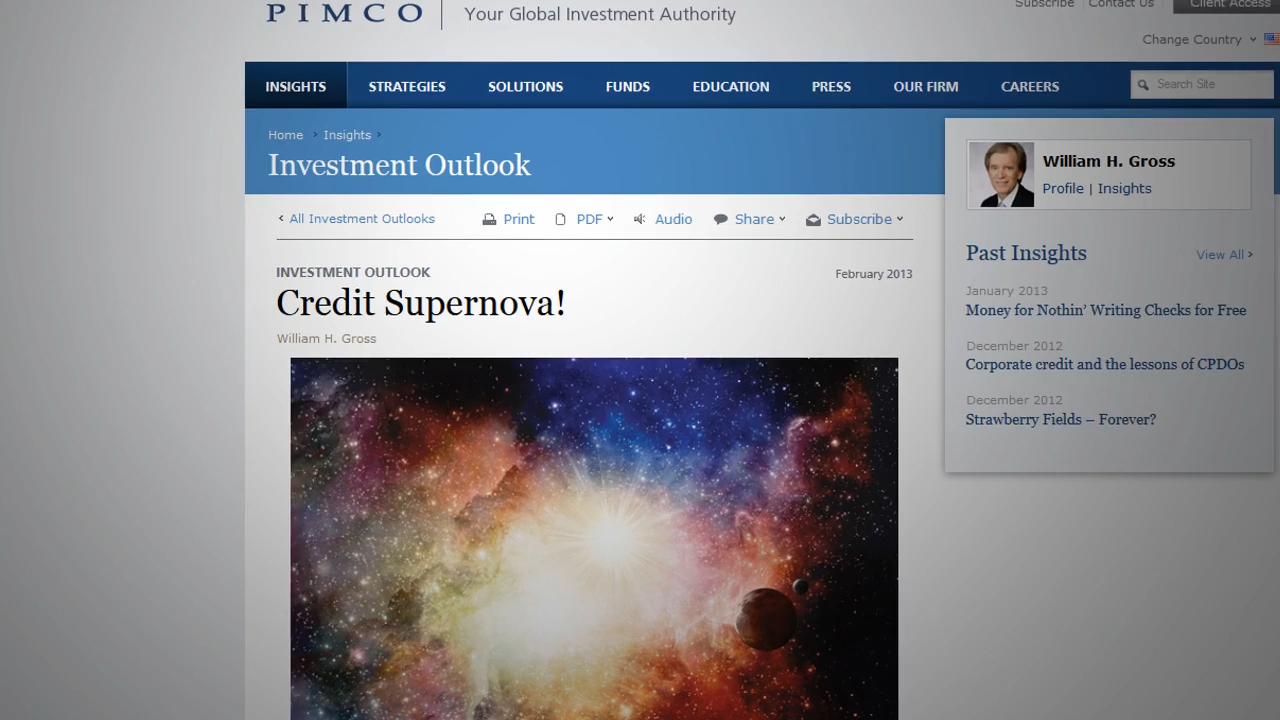 PIMCO
Your Global Investment Authority
Subscribe
Contact Us
Client Access
Change Country
INSIGHTS STRATEGIES SOLUTIONS FUNDS EDUCATION PRESS OUR FIRM CAREERS
Search Site
Home › Insights ›
Investment Outlook
William H. Gross
Profile | Insights
All Investment Outlooks
Print PDF Audio Share Subscribe
Past Insights
View All
INVESTMENT OUTLOOK
February 2013
Credit Supernova!
William H. Gross
January 2013
Money for Nothin’ Writing Checks for Free
December 2012
Corporate credit and the lessons of CPDOs
December 2012
Strawberry Fields – Forever?